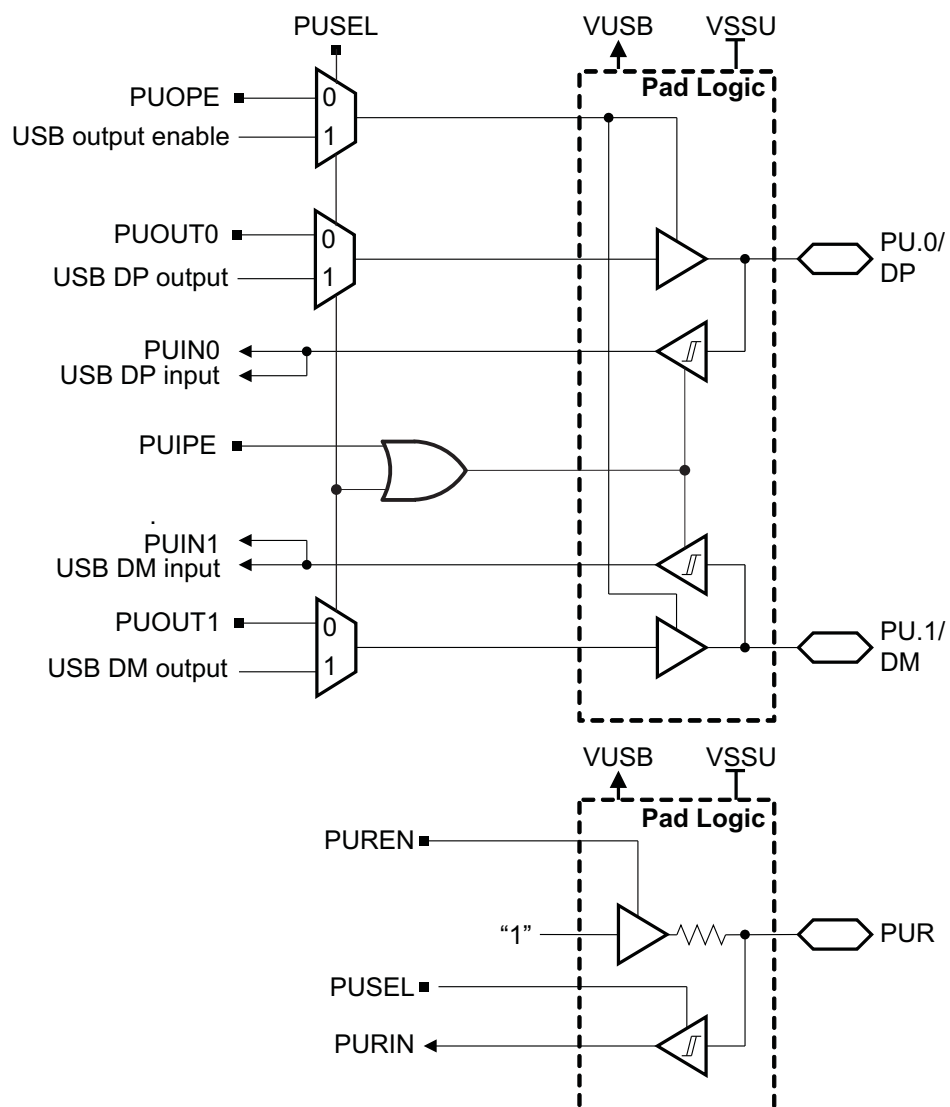 PUSEL
VUSB
VSSU
Pad Logic
PUOPE
0
USB output enable
1
PUOUT0
0
USB DP output
1
PU.0/
DP
PUIN0
USB DP input
PUIPE
.
PUIN1
USB DM input
PUOUT1
0
USB DM output
1
PU.1/
DM
VUSB
VSSU
Pad Logic
PUREN
“1”
PUR
PUSEL
PURIN